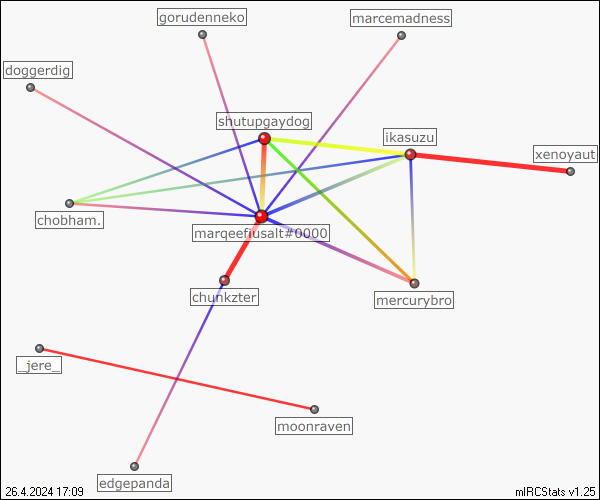 gorudenneko
marcemadness
doggerdig
shutupgaydog
ikasuzu
xenoyaut
chobham.
marqeefiusalt#0000
chunkzter
mercurybro
_jere_
moonraven
edgepanda
26.4.2024 17:09
mIRCStats v1.25